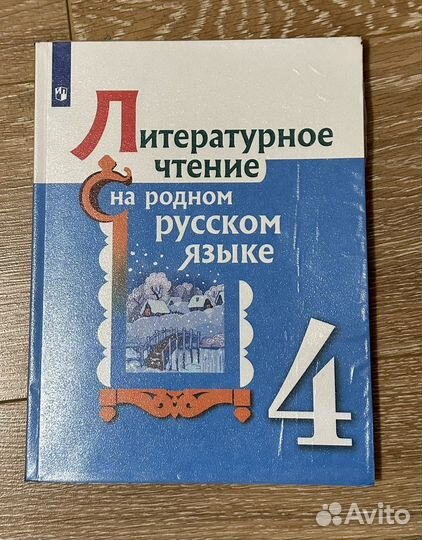 Литературное
чтение
на родном
русском
языке
4
Avito